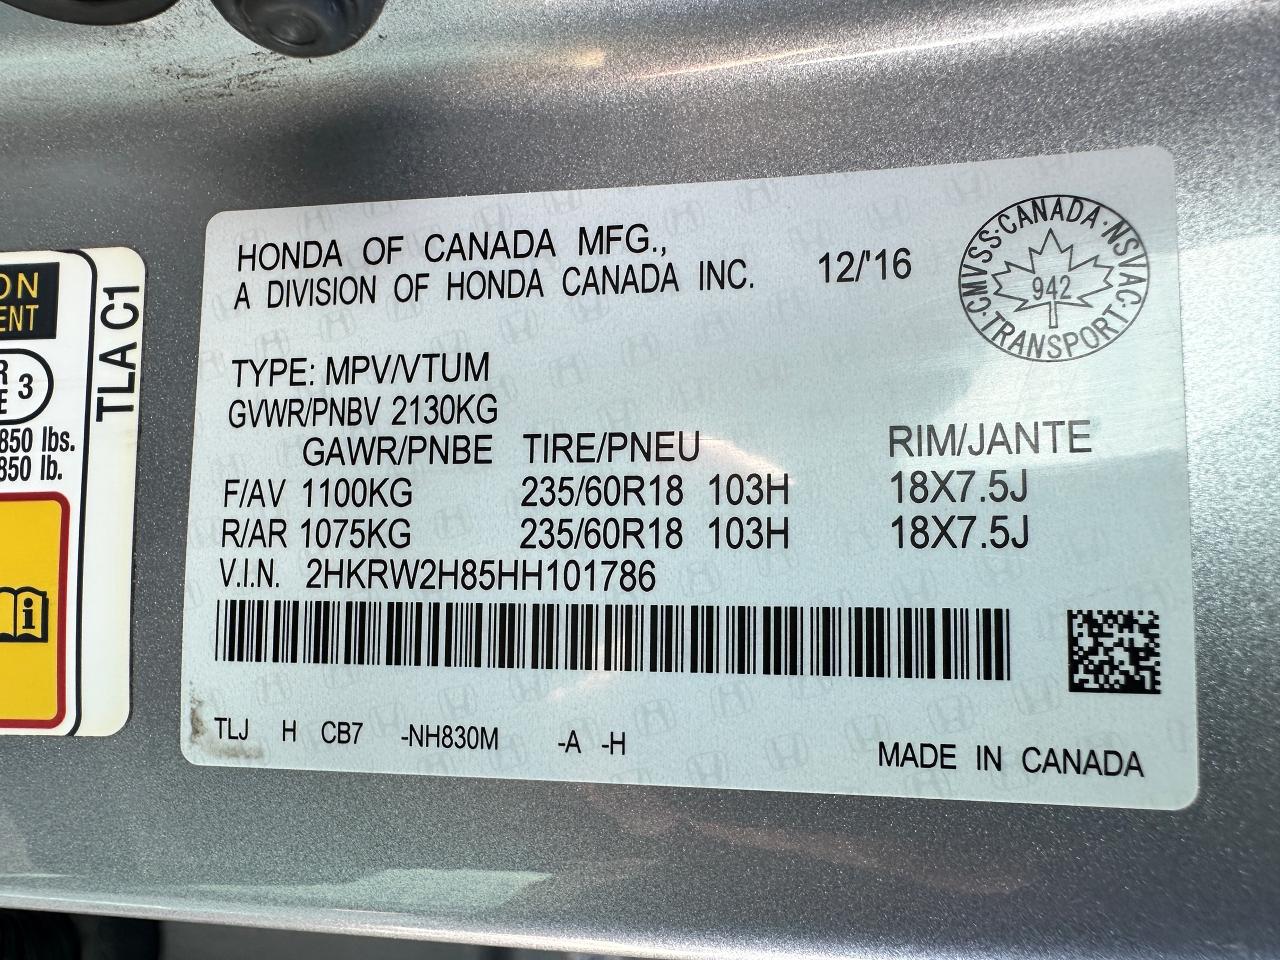 ON
ENT
R
E 3
850 lbs.
850 lb.
TLA C1
HONDA OF CANADA MFG.,
A DIVISION OF HONDA CANADA INC.
12/'16
CMVSS·CANADA·NSVAC·TRANSPORT·
942
TYPE: MPV/VTUM
GVWR/PNBV 2130KG
GAWR/PNBE TIRE/PNEU RIM/JANTE
F/AV 1100KG 235/60R18 103H 18X7.5J
R/AR 1075KG 235/60R18 103H 18X7.5J
V.I.N. 2HKRW2H85HH101786
TLJ H CB7 -NH830M -A -H
MADE IN CANADA